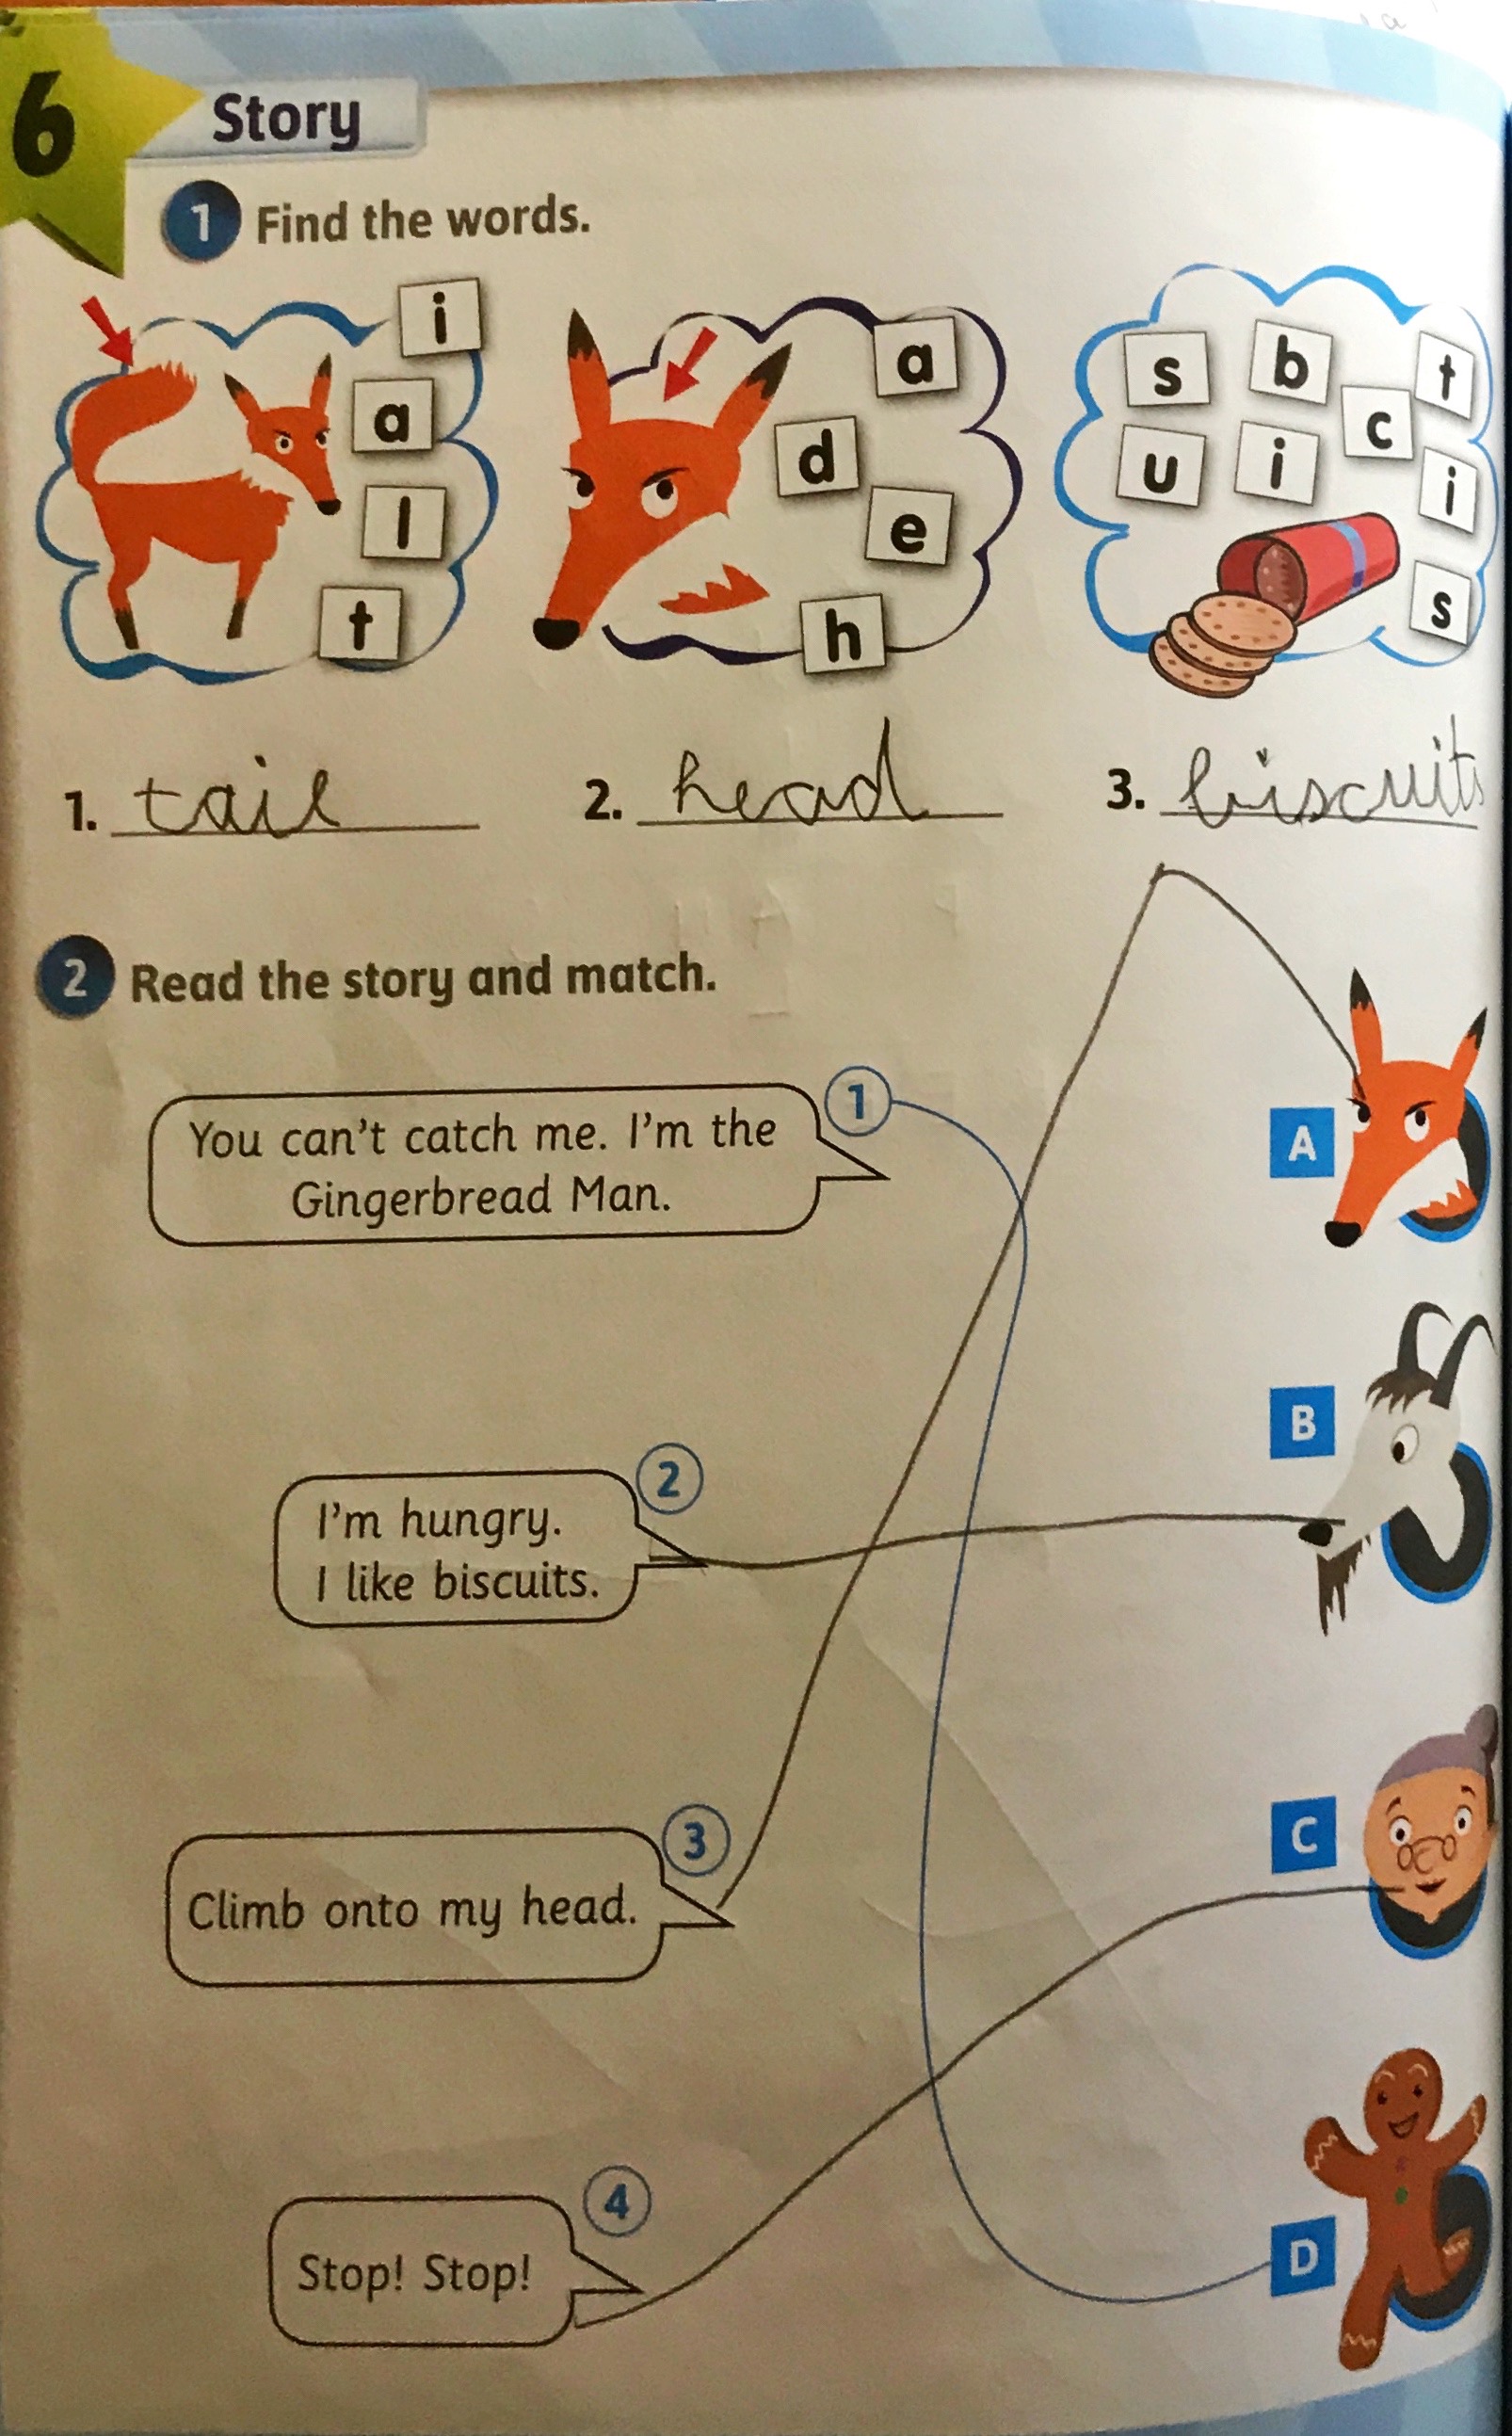 6
Story
1 Find the words.
i
a
l
t
a
d
e
h
s b t
c
u i
i
s
1. tail 2. head 3. biscuits
2 Read the story and match.
1
You can't catch me. I'm the
Gingerbread Man.
A
B
2
I'm hungry.
I like biscuits.
C
3
Climb onto my head.
4
Stop! Stop!
D